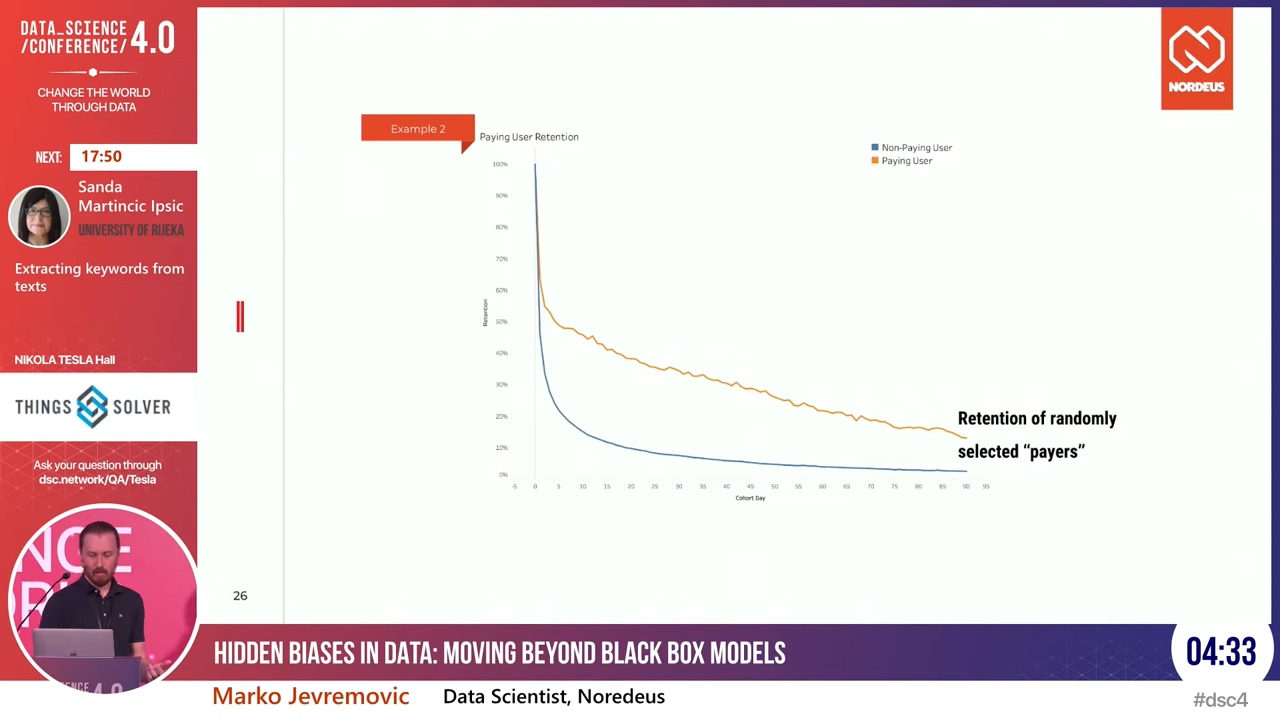 DATA_SCIENCE
/CONFERENCE/ 4.0
CHANGE THE WORLD
THROUGH DATA
NEXT: 17:50
Sanda
Martincic Ipsic
UNIVERSITY OF RIJEKA
Extracting keywords from
texts
NIKOLA TESLA Hall
THINGS SOLVER
Ask your question through
dsc.network/QA/Tesla
NORDEUS
Example 2
Paying User Retention
Non-Paying User
Paying User
100%
90%
80%
70%
60%
50%
40%
30%
20%
10%
0%
Retention
-5 0 5 10 15 20 25 30 35 40 45 50 55 60 65 70 75 80 85 90 95
Cohort Day
Retention of randomly
selected “payers”
26
HIDDEN BIASES IN DATA: MOVING BEYOND BLACK BOX MODELS
04:33
Marko Jevremovic Data Scientist, Noredeus
#dsc4